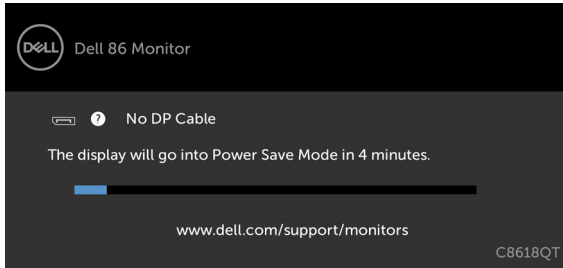 DELL
Dell 86 Monitor
? No DP Cable
The display will go into Power Save Mode in 4 minutes.
www.dell.com/support/monitors
C8618QT